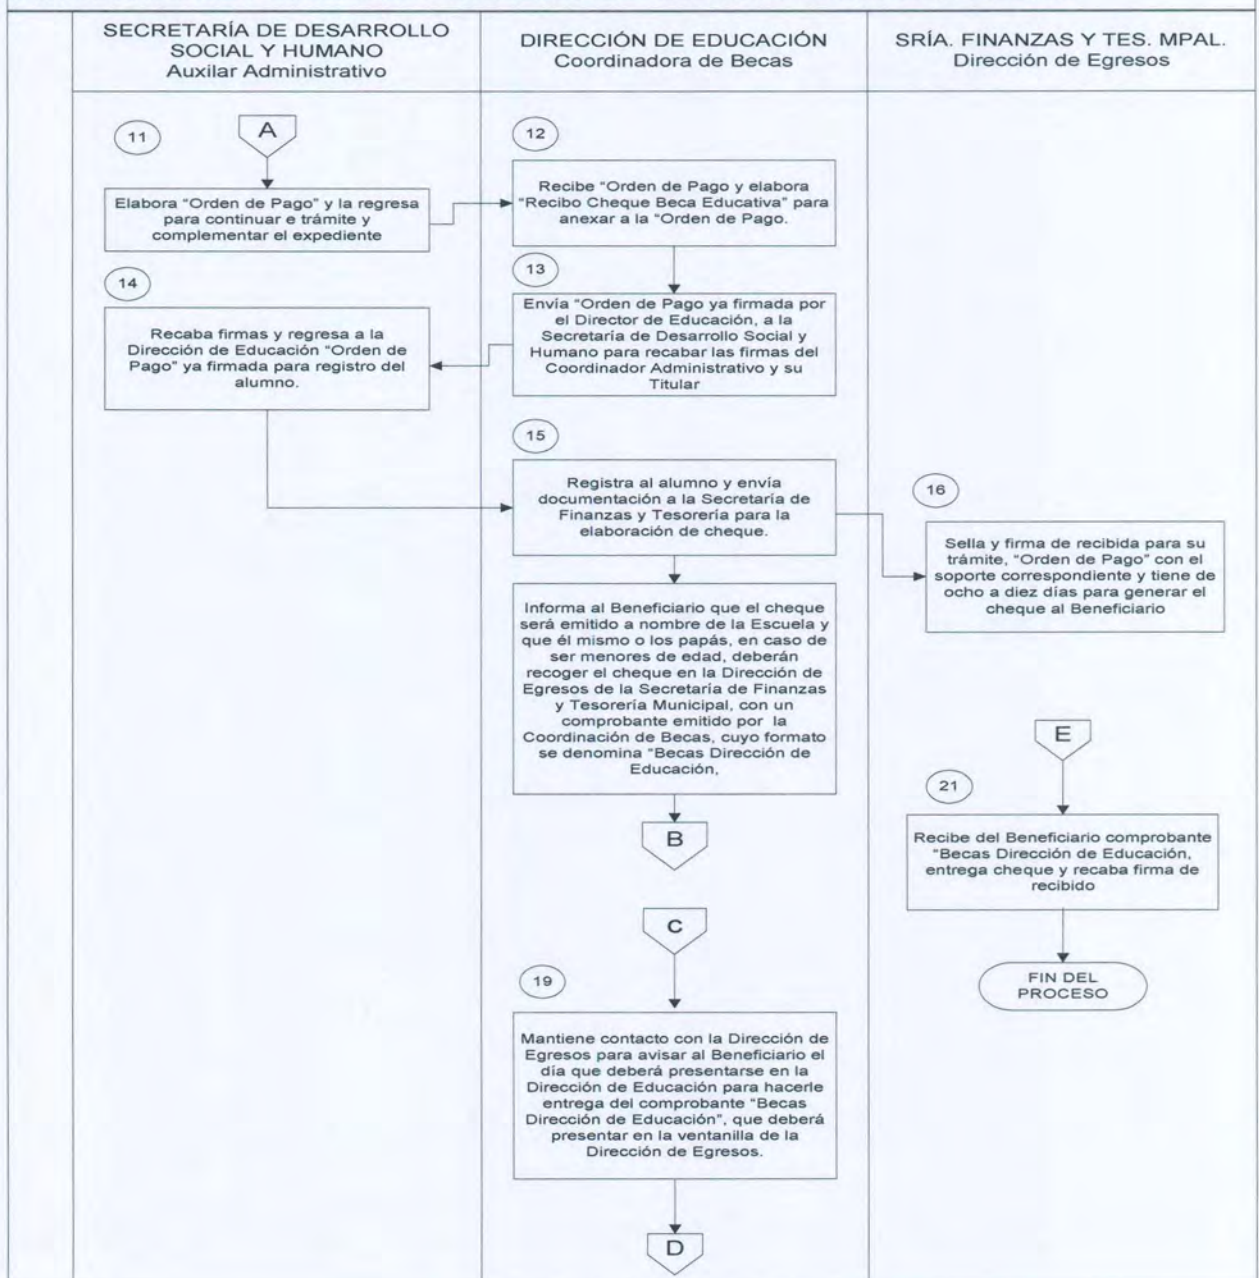 SECRETARÍA DE DESARROLLO
SOCIAL Y HUMANO
Auxilar Administrativo
DIRECCIÓN DE EDUCACIÓN
Coordinadora de Becas
SRÍA. FINANZAS Y TES. MPAL.
Dirección de Egresos
11
A
Elabora “Orden de Pago” y la regresa
para continuar e trámite y
complementar el expediente
12
Recibe “Orden de Pago y elabora
“Recibo Cheque Beca Educativa” para
anexar a la “Orden de Pago.
13
Envía “Orden de Pago ya firmada por
el Director de Educación, a la
Secretaría de Desarrollo Social y
Humano para recabar las firmas del
Coordinador Administrativo y su
Titular
14
Recaba firmas y regresa a la
Dirección de Educación “Orden de
Pago” ya firmada para registro del
alumno.
15
Registra al alumno y envía
documentación a la Secretaría de
Finanzas y Tesorería para la
elaboración de cheque.
16
Sella y firma de recibida para su
trámite, “Orden de Pago” con el
soporte correspondiente y tiene de
ocho a diez días para generar el
cheque al Beneficiario
Informa al Beneficiario que el cheque
será emitido a nombre de la Escuela y
que él mismo o los papás, en caso de
ser menores de edad, deberán
recoger el cheque en la Dirección de
Egresos de la Secretaría de Finanzas
y Tesorería Municipal, con un
comprobante emitido por la
Coordinación de Becas, cuyo formato
se denomina “Becas Dirección de
Educación,
B
E
21
Recibe del Beneficiario comprobante
“Becas Dirección de Educación,
entrega cheque y recaba firma de
recibido
FIN DEL
PROCESO
C
19
Mantiene contacto con la Dirección de
Egresos para avisar al Beneficiario el
día que deberá presentarse en la
Dirección de Educación para hacerle
entrega del comprobante “Becas
Dirección de Educación”, que deberá
presentar en la ventanilla de la
Dirección de Egresos.
D